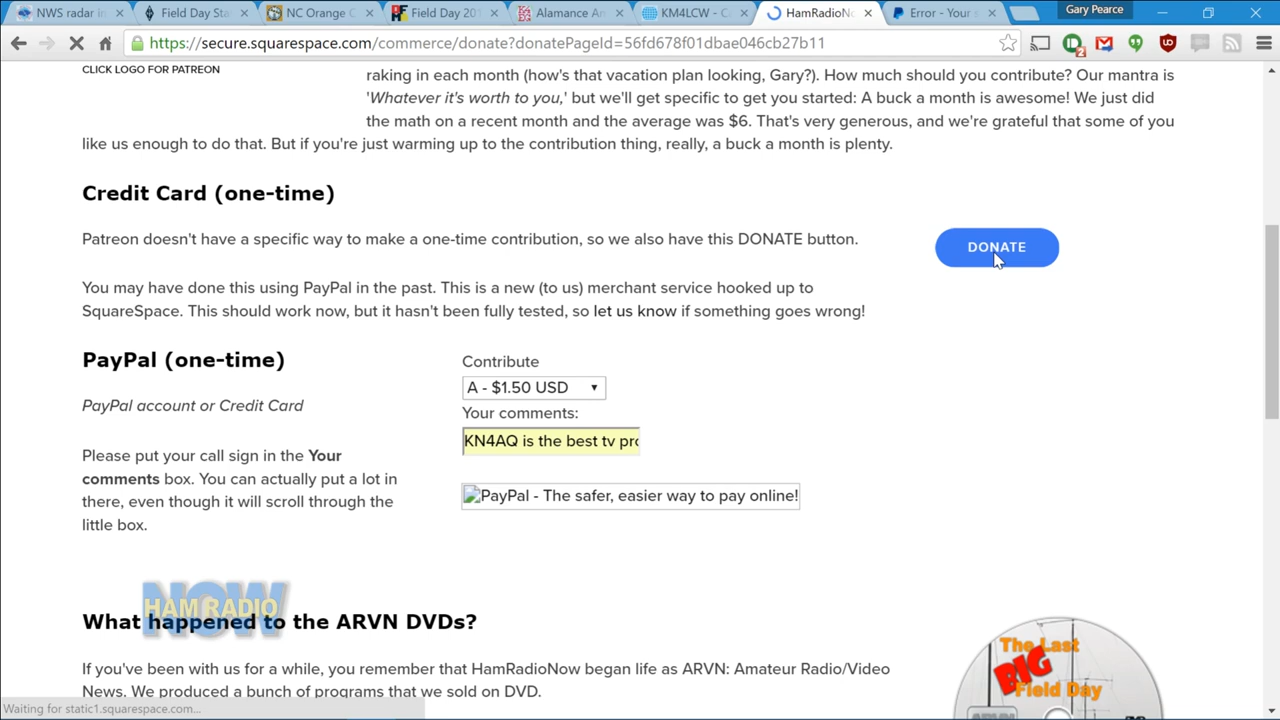 NWS radar in
Field Day Sta
NC Orange C
Field Day 201
Alamance An
KM4LCW - C
HamRadioNo
Error - Your s
Gary Pearce
https://secure.squarespace.com/commerce/donate?donatePageId=56fd678f01dbae046cb27b11
2
CLICK LOGO FOR PATREON
raking in each month (how's that vacation plan looking, Gary?). How much should you contribute? Our mantra is
'Whatever it's worth to you,' but we'll get specific to get you started: A buck a month is awesome! We just did
the math on a recent month and the average was $6. That's very generous, and we're grateful that some of you
like us enough to do that. But if you're just warming up to the contribution thing, really, a buck a month is plenty.
Credit Card (one-time)
Patreon doesn't have a specific way to make a one-time contribution, so we also have this DONATE button.
DONATE
You may have done this using PayPal in the past. This is a new (to us) merchant service hooked up to
SquareSpace. This should work now, but it hasn't been fully tested, so let us know if something goes wrong!
PayPal (one-time)
PayPal account or Credit Card
Please put your call sign in the Your
comments box. You can actually put a lot in
there, even though it will scroll through the
little box.
Contribute
A - $1.50 USD
Your comments:
KN4AQ is the best tv pro
PayPal - The safer, easier way to pay online!
NOW
HAM RADIO
What happened to the ARVN DVDs?
If you've been with us for a while, you remember that HamRadioNow began life as ARVN: Amateur Radio/Video
News. We produced a bunch of programs that we sold on DVD.
The Last
BIG
Field Day
ARVN
Waiting for static1.squarespace.com...